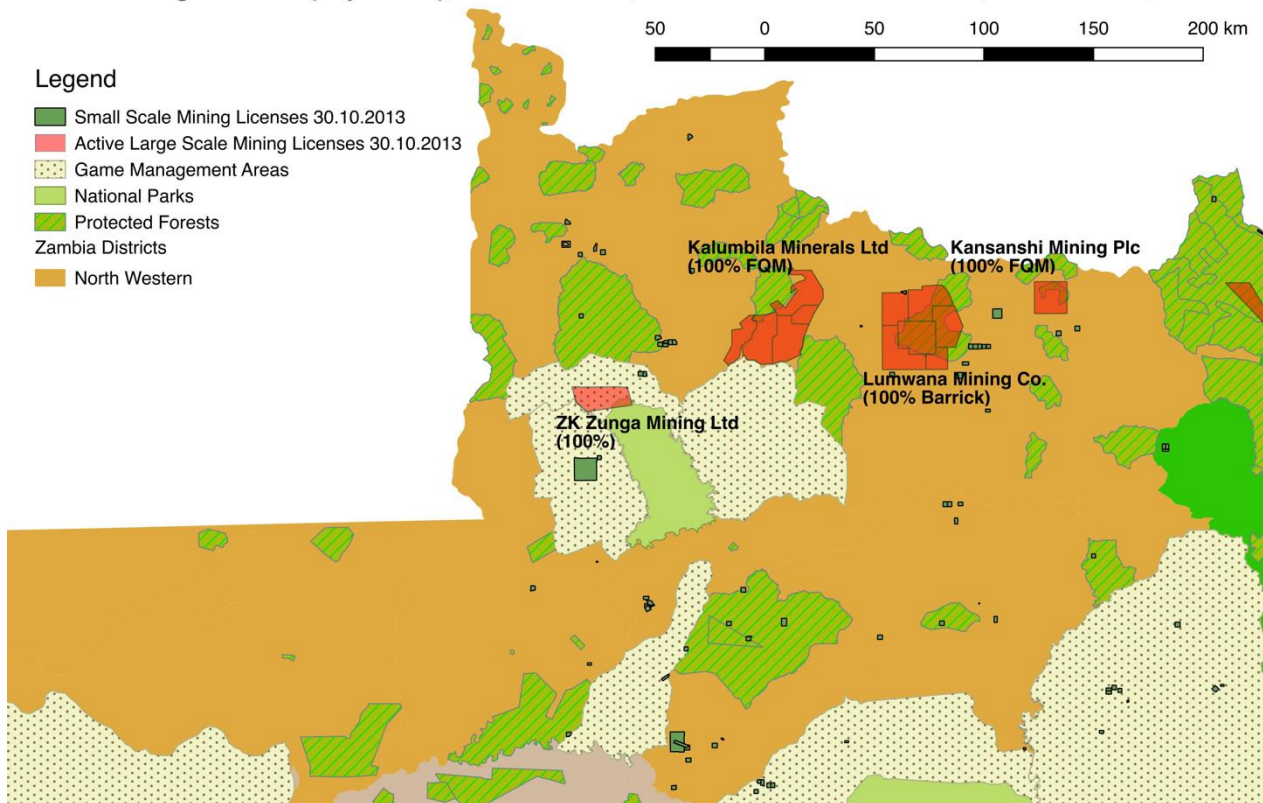 50 0 50 100 150 200 km
Legend
Small Scale Mining Licenses 30.10.2013
Active Large Scale Mining Licenses 30.10.2013
Game Management Areas
National Parks
Protected Forests
Zambia Districts
North Western
Kalumbila Minerals Ltd
(100% FQM)
Kansanshi Mining Plc
(100% FQM)
Lumwana Mining Co.
(100% Barrick)
ZK Zunga Mining Ltd
(100%)